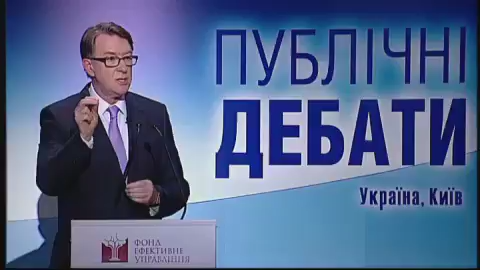 ПУБЛІЧНІ
ДЕБАТИ
Україна, Київ
ФОНД
ЕФЕКТИВНЕ
УПРАВЛІННЯ